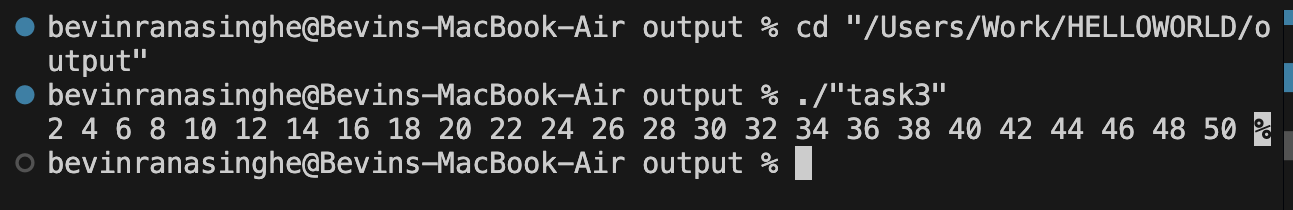 bevinranasinghe@Bevins-MacBook-Air output % cd "/Users/Work/HELLOWORLD/o
utput"
bevinranasinghe@Bevins-MacBook-Air output % ./"task3"
2 4 6 8 10 12 14 16 18 20 22 24 26 28 30 32 34 36 38 40 42 44 46 48 50 %
bevinranasinghe@Bevins-MacBook-Air output %